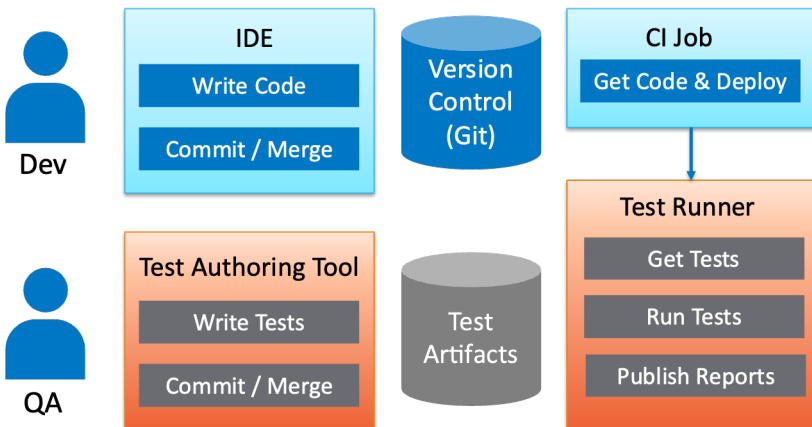 Dev
IDE
Write Code
Commit / Merge
Version
Control
(Git)
CI Job
Get Code & Deploy
QA
Test Authoring Tool
Write Tests
Commit / Merge
Test
Artifacts
Test Runner
Get Tests
Run Tests
Publish Reports